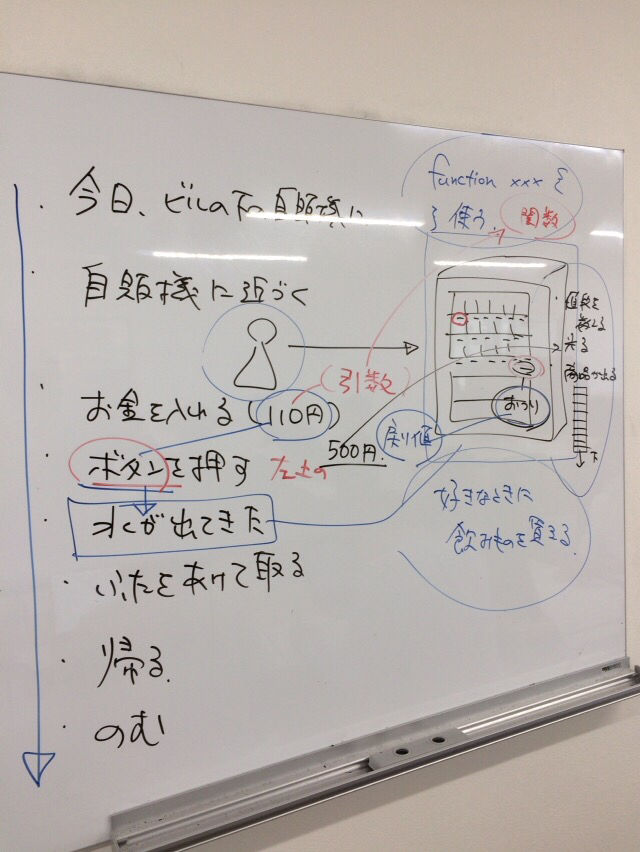 今日、ビルの下の自販機に
自販機に近づく
(引数)
お金を入れる(110円)
500円.
ボタンを押す 左上の
水が出てきた
ふたをあけて取る
帰る.
のむ
function xxx {
} 使う 関数
値段を
光る
商品が出る
おつり
戻り値
下
好きなときに
飲みものを買える.